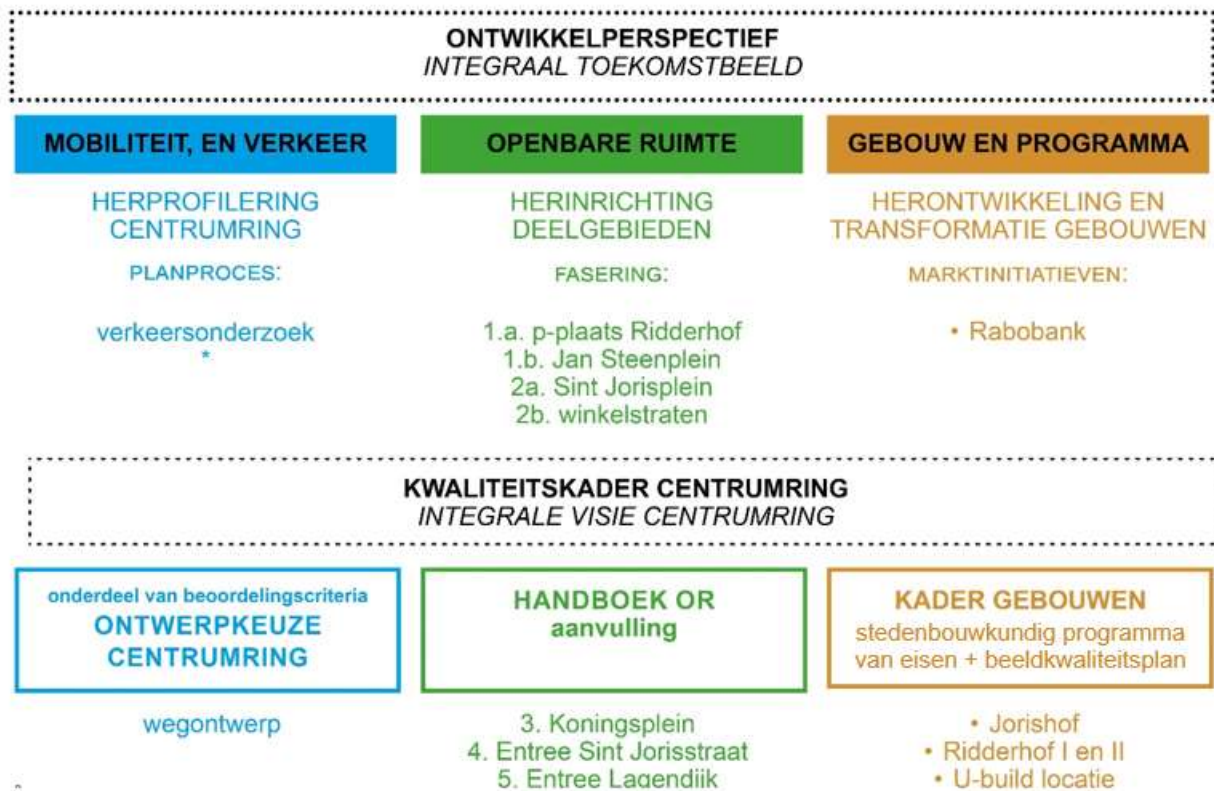 ONTWIKKELPERSPECTIEF
INTEGRAAL TOEKOMSTBEELD
MOBILITEIT, EN VERKEER
HERPROFILERING
CENTRUMRING
PLANPROCES:
verkeersonderzoek
*
OPENBARE RUIMTE
HERINRICHTING
DEELGEBIEDEN
FASERING:
1.a. p-plaats Ridderhof
1.b. Jan Steenplein
2a. Sint Jorisplein
2b. winkelstraten
GEBOUW EN PROGRAMMA
HERONTWIKKELING EN
TRANSFORMATIE GEBOUWEN
MARKTINITIATIEVEN:
• Rabobank
KWALITEITSKADER CENTRUMRING
INTEGRALE VISIE CENTRUMRING
onderdeel van beoordelingscriteria
ONTWERPKEUZE
CENTRUMRING
wegontwerp
HANDBOEK OR
aanvulling
3. Koningsplein
4. Entree Sint Jorisstraat
5. Entree Lagendijk
KADER GEBOUWEN
stedenbouwkundig programma
van eisen + beeldkwaliteitsplan
• Jorishof
• Ridderhof I en II
• U-build locatie